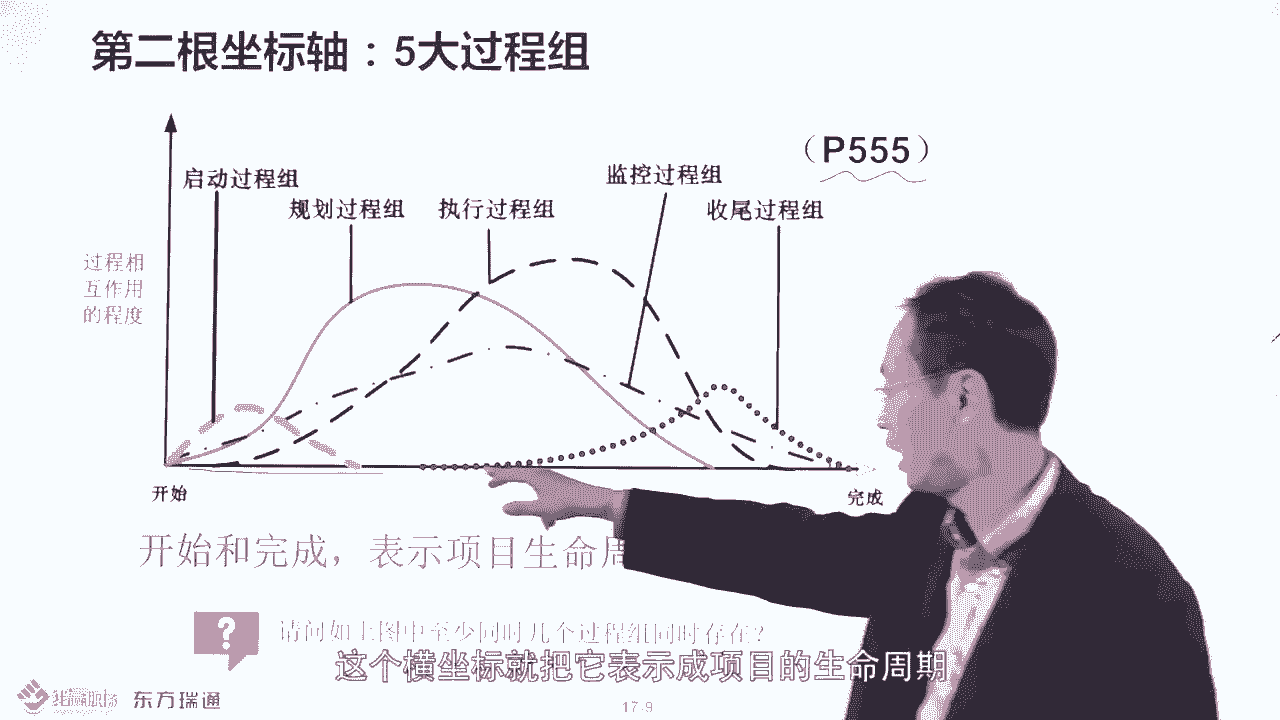 第二根坐标轴：5大过程组
（P555）
启动过程组
规划过程组
执行过程组
监控过程组
收尾过程组
过程相
互作用
的程度
开始
完成
开始和完成，表示项目生命周
?
请问如上图中至少同时几个过程组同时存在?
这个横坐标就把它表示成项目的生命周期
东方瑞通
17.9